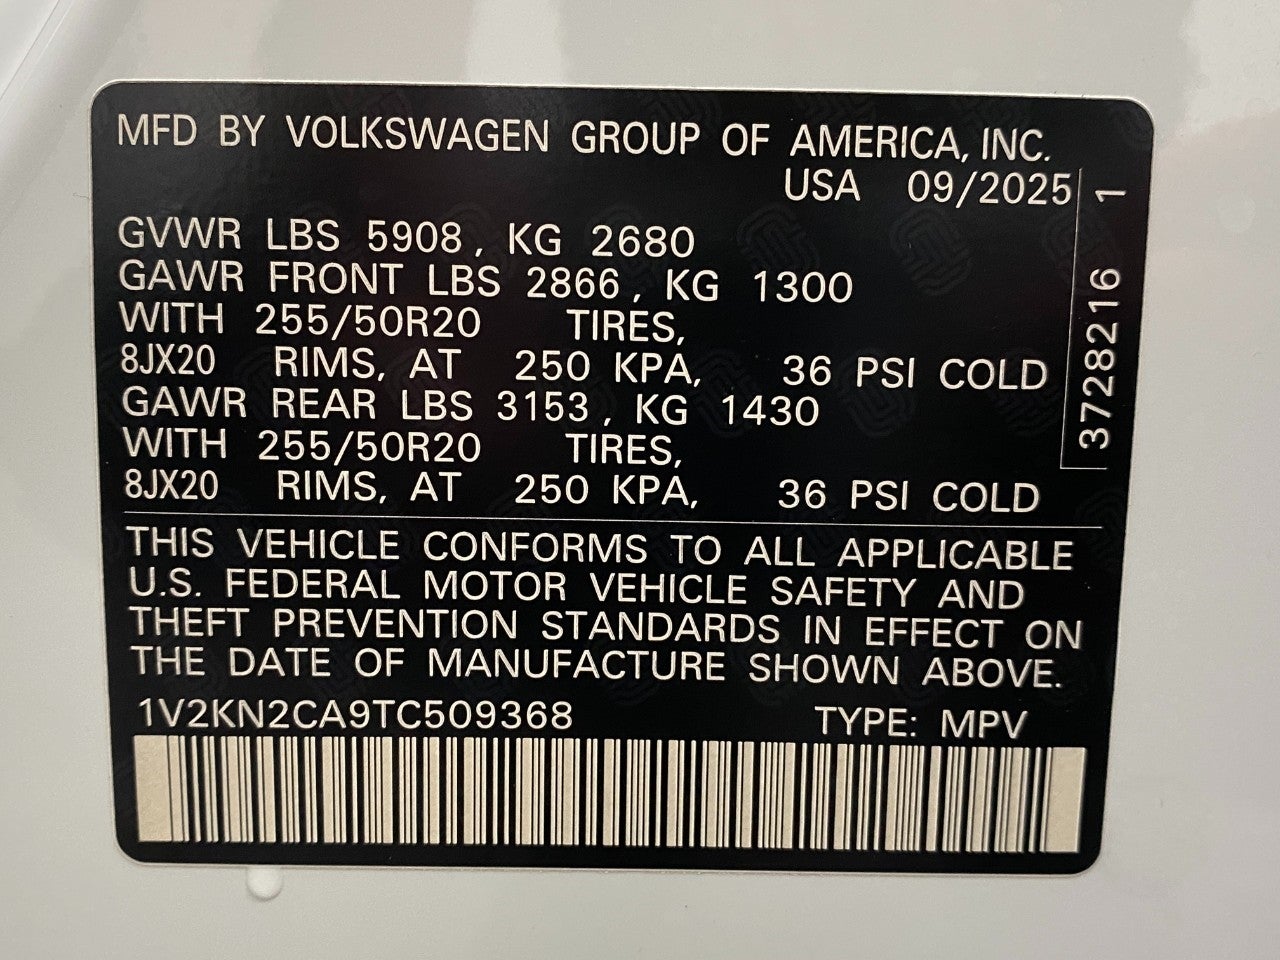 MFD BY VOLKSWAGEN GROUP OF AMERICA, INC.
USA 09/2025
GVWR LBS 5908, KG 2680
GAWR FRONT LBS 2866, KG 1300
WITH 255/50R20 TIRES,
8JX20 RIMS, AT 250 KPA, 36 PSI COLD
GAWR REAR LBS 3153, KG 1430
WITH 255/50R20 TIRES,
8JX20 RIMS, AT 250 KPA, 36 PSI COLD
3728216 1
THIS VEHICLE CONFORMS TO ALL APPLICABLE
U.S. FEDERAL MOTOR VEHICLE SAFETY AND
THEFT PREVENTION STANDARDS IN EFFECT ON
THE DATE OF MANUFACTURE SHOWN ABOVE.
1V2KN2CA9TC509368 TYPE: MPV